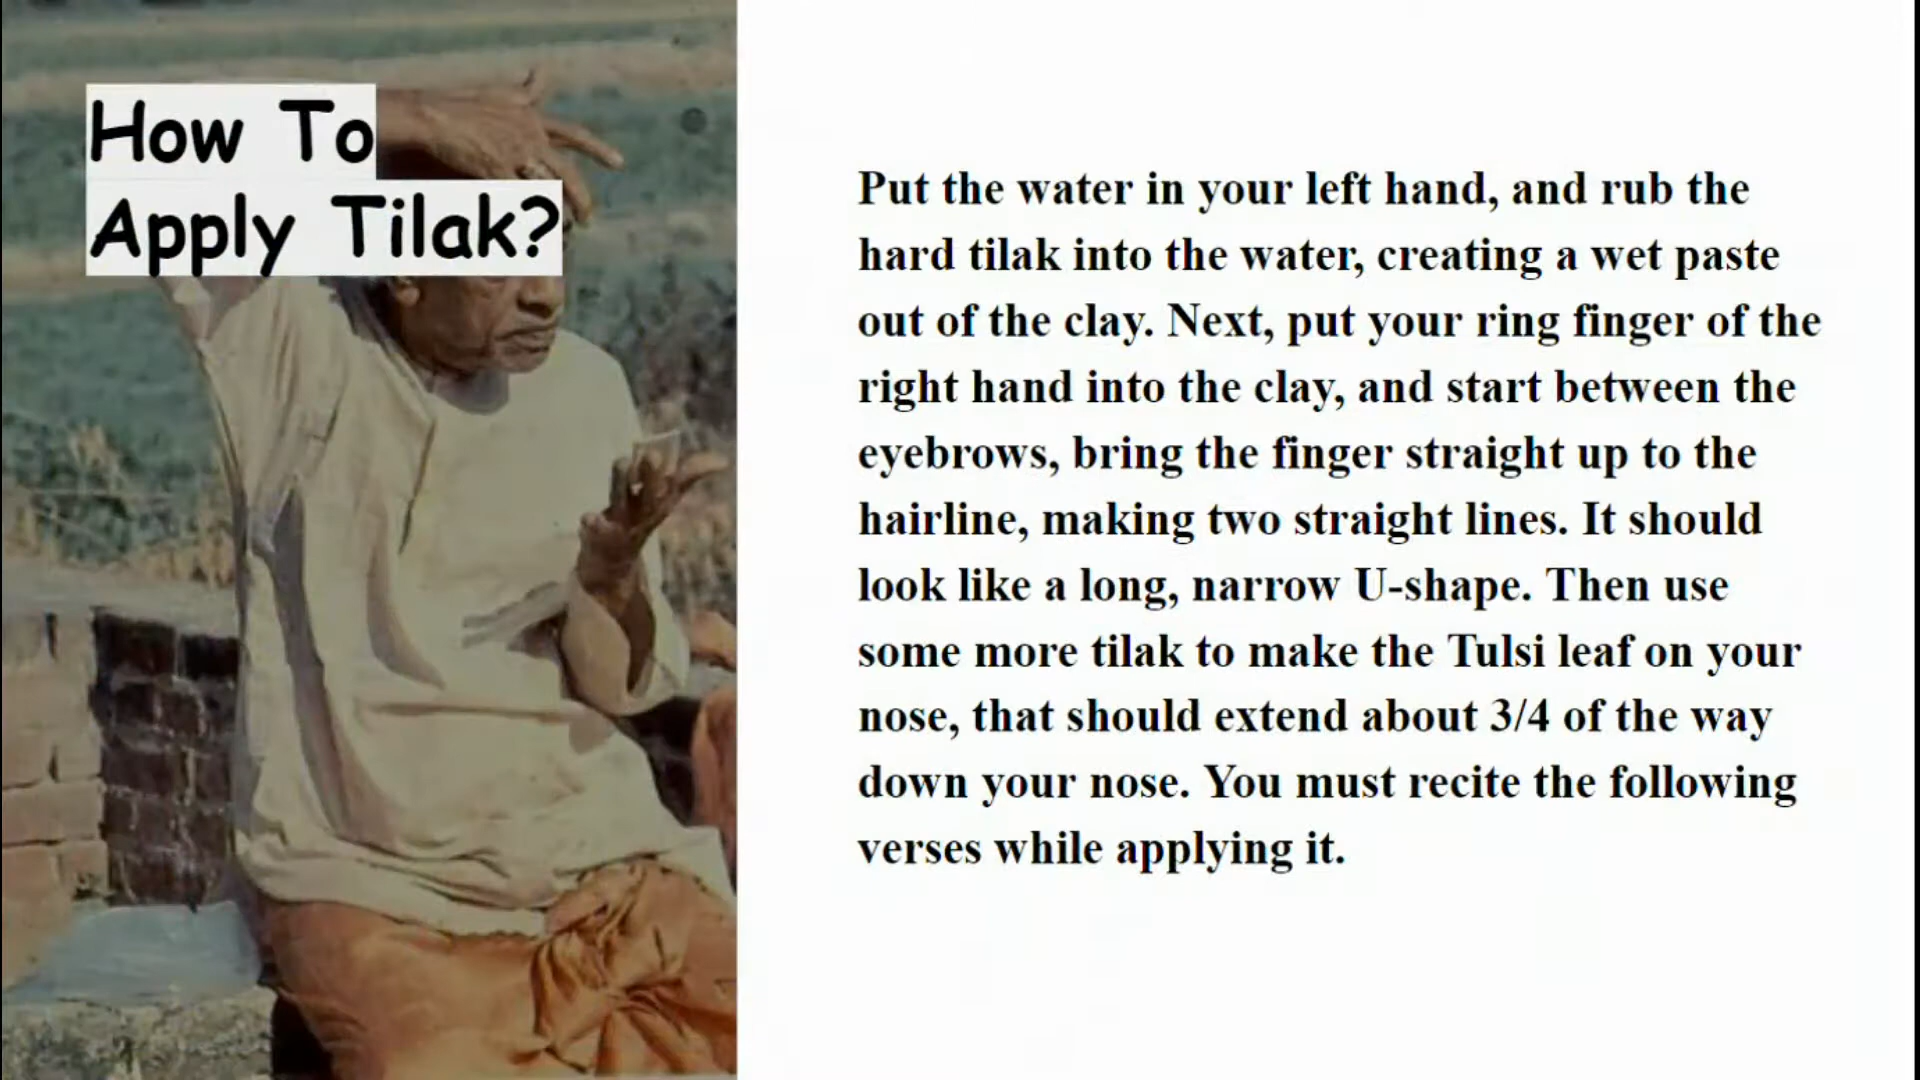 How To
Apply Tilak?
Put the water in your left hand, and rub the
hard tilak into the water, creating a wet paste
out of the clay. Next, put your ring finger of the
right hand into the clay, and start between the
eyebrows, bring the finger straight up to the
hairline, making two straight lines. It should
look like a long, narrow U-shape. Then use
some more tilak to make the Tulsi leaf on your
nose, that should extend about 3/4 of the way
down your nose. You must recite the following
verses while applying it.